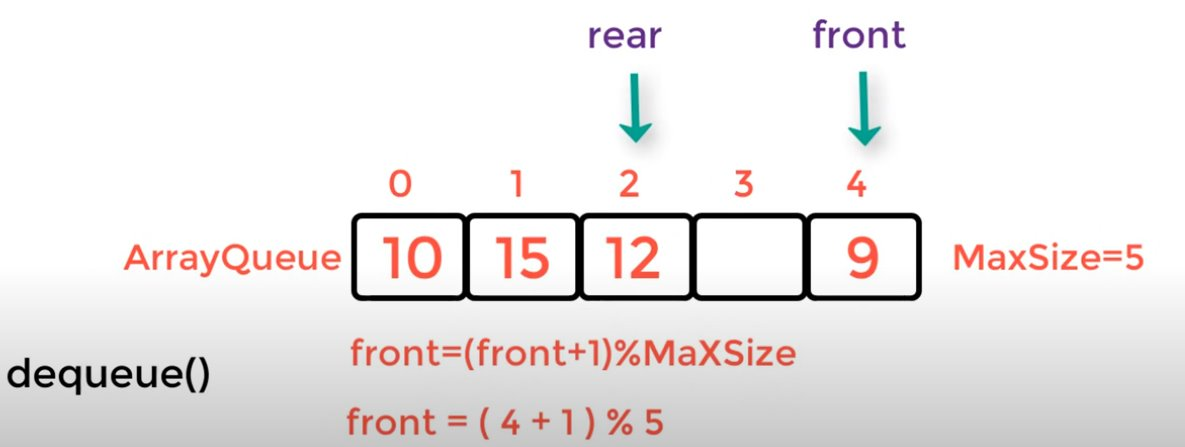 rear front
0 1 2 3 4
ArrayQueue 10 15 12 9 MaxSize=5
front=(front+1)%MaXSize
dequeue()
front = ( 4 + 1 ) % 5